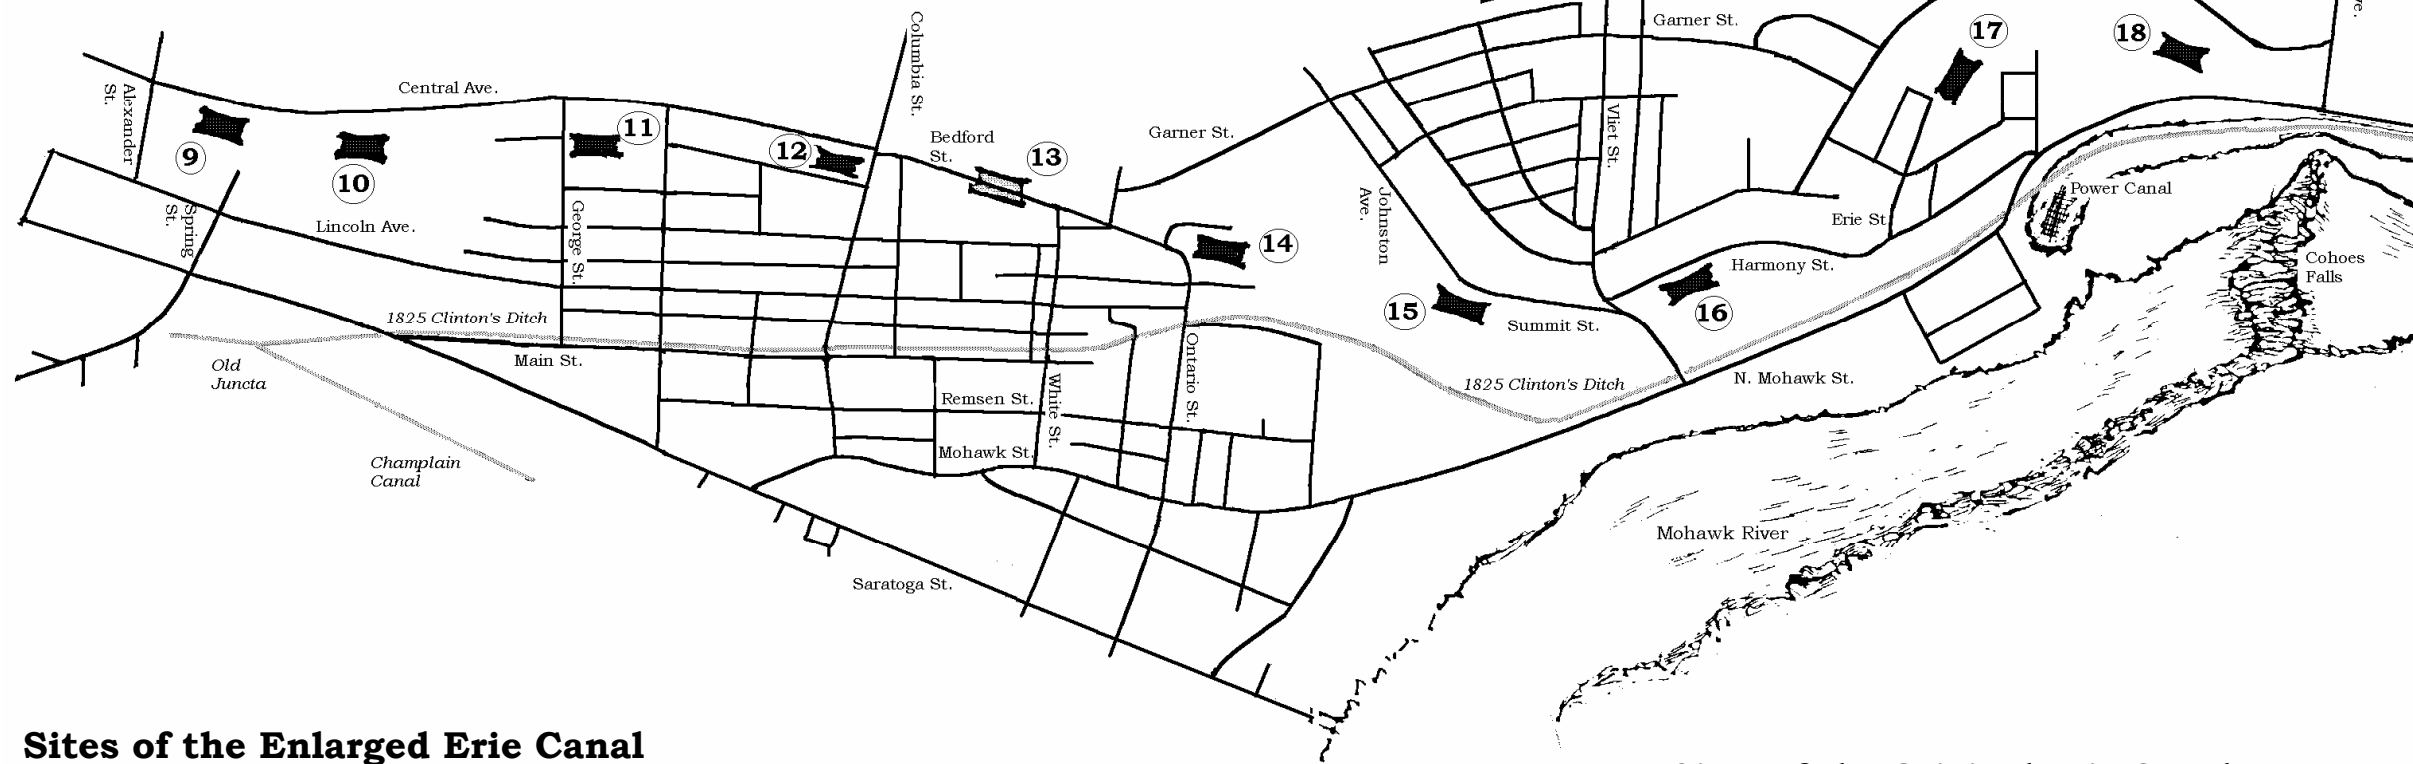 Columbia St.
Garner St.
17
18
Central Ave.
Alexander
St.
9
10
11
12
Bedford
St.
13
Garner St.
Vliet St.
Power Canal
Spring
St.
Lincoln Ave.
George St.
14
Johnston
Ave.
Erie St
Harmony St.
Cohoes
Falls
15
16
Summit St.
1825 Clinton's Ditch
Main St.
Old
Juncta
Ontario St.
1825 Clinton's Ditch
N. Mohawk St.
White St.
Remsen St.
Mohawk St.
Champlain
Canal
Mohawk River
Saratoga St.
Sites of the Enlarged Erie Canal